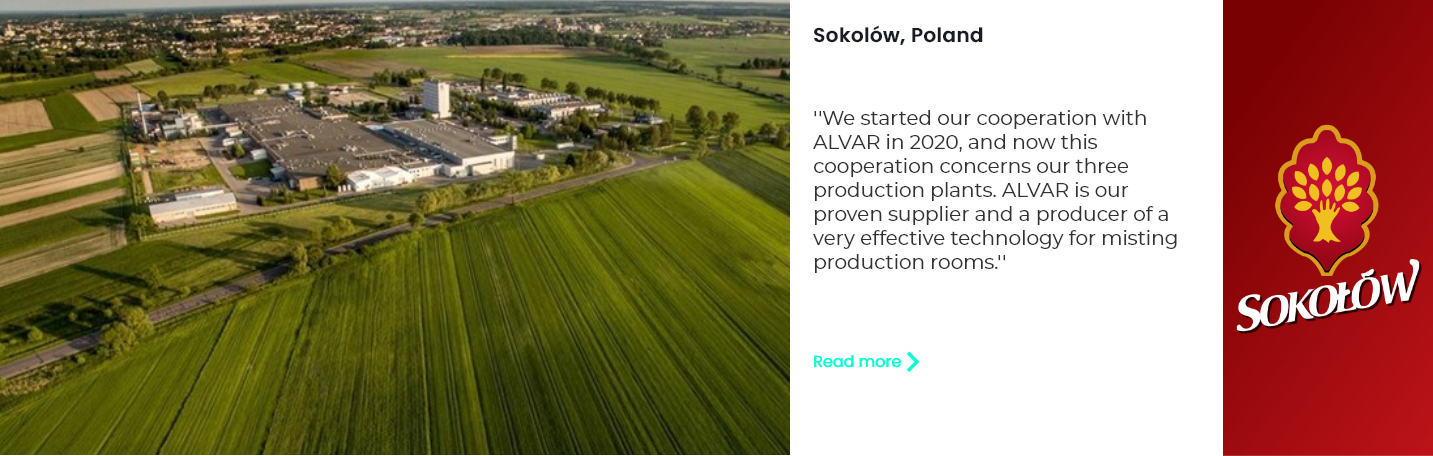 Sokolów, Poland
''We started our cooperation with
ALVAR in 2020, and now this
cooperation concerns our three
production plants. ALVAR is our
proven supplier and a producer of a
very effective technology for misting
production rooms.''
Read more
SOKOŁÓW